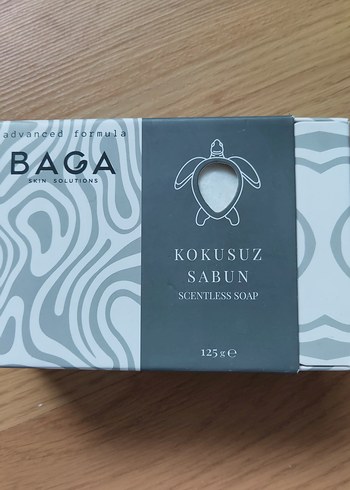 advanced formula
BAGA
SKIN SOLUTIONS
KOKUSUZ
SABUN
SCENTLESS SOAP
125 g ℮